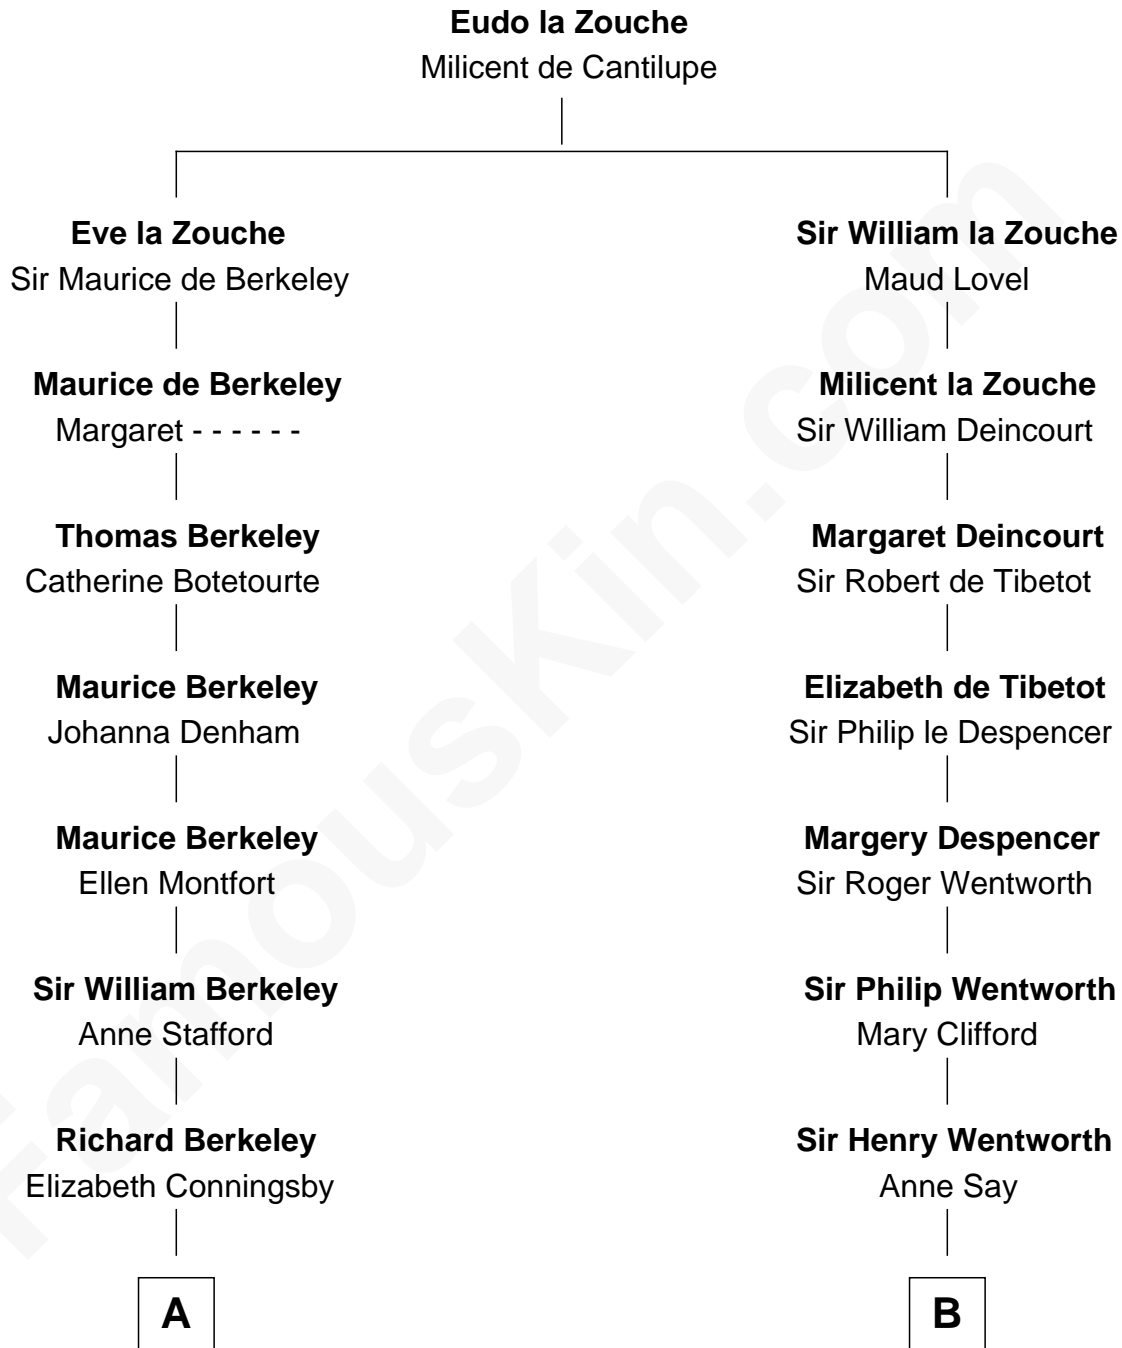 Eudo la Zouche
Milicent de Cantilupe
Eve la Zouche
Sir Maurice de Berkeley
Maurice de Berkeley
Margaret - - - - - -
Thomas Berkeley
Catherine Botetourte
Maurice Berkeley
Johanna Denham
Maurice Berkeley
Ellen Montfort
Sir William Berkeley
Anne Stafford
Richard Berkeley
Elizabeth Conningsby
A
Sir William la Zouche
Maud Lovel
Milicent la Zouche
Sir William Deincourt
Margaret Deincourt
Sir Robert de Tibetot
Elizabeth de Tibetot
Sir Philip le Despencer
Margery Despencer
Sir Roger Wentworth
Sir Philip Wentworth
Mary Clifford
Sir Henry Wentworth
Anne Say
B
FamousKin.com